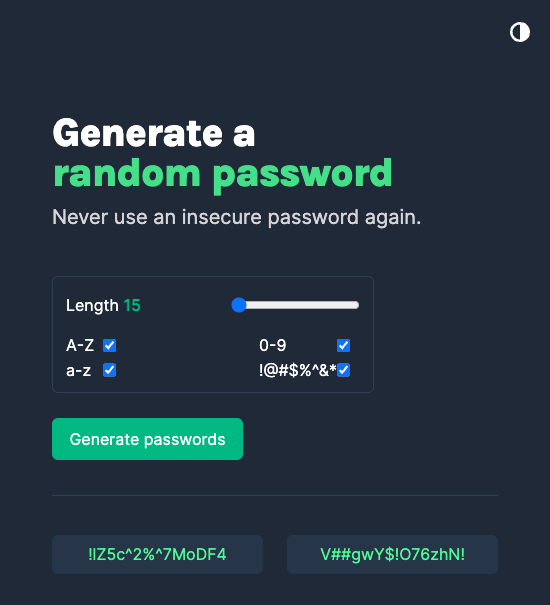 Generate a
random password
Never use an insecure password again.
Length 15
A-Z 0-9
a-z !@#$%^&*
Generate passwords
!IZ5c^2%^7MoDF4 V##gwY$!O76zhN!